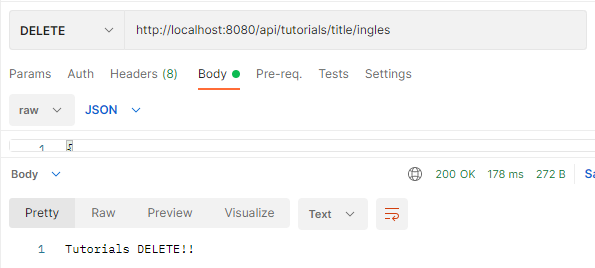 DELETE http://localhost:8080/api/tutorials/title/ingles
Params Auth Headers (8) Body Pre-req. Tests Settings
raw JSON
1
Body 200 OK 178 ms 272 B Sa
Pretty Raw Preview Visualize Text
1 Tutorials DELETE!!